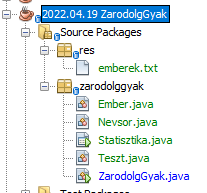 2022.04.19 ZarodolgGyak
Source Packages
res
emberek.txt
zarodolggyak
Ember.java
Nevsor.java
Statisztika.java
Teszt.java
ZarodolgGyak.java
Test Packages